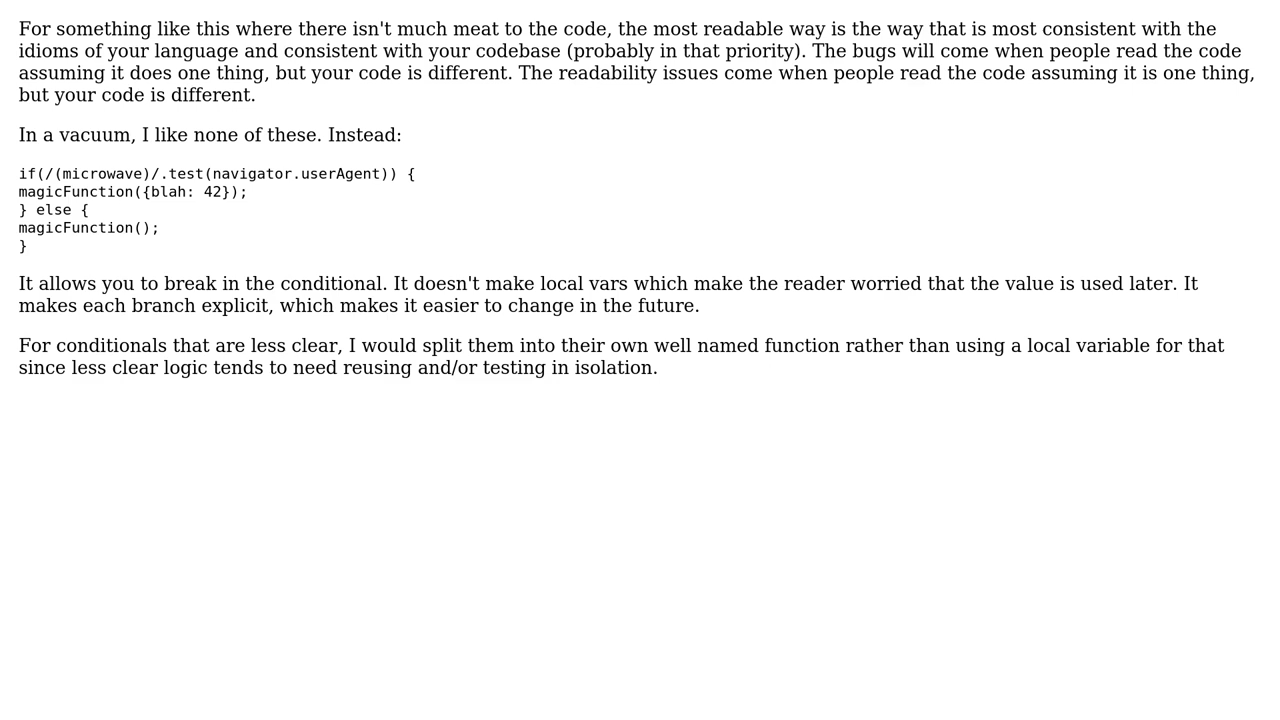 For something like this where there isn't much meat to the code, the most readable way is the way that is most consistent with the
idioms of your language and consistent with your codebase (probably in that priority). The bugs will come when people read the code
assuming it does one thing, but your code is different. The readability issues come when people read the code assuming it is one thing,
but your code is different.
In a vacuum, I like none of these. Instead:
if(/(microwave)/.test(navigator.userAgent)) {
magicFunction({blah: 42});
} else {
magicFunction();
}
It allows you to break in the conditional. It doesn't make local vars which make the reader worried that the value is used later. It
makes each branch explicit, which makes it easier to change in the future.
For conditionals that are less clear, I would split them into their own well named function rather than using a local variable for that
since less clear logic tends to need reusing and/or testing in isolation.